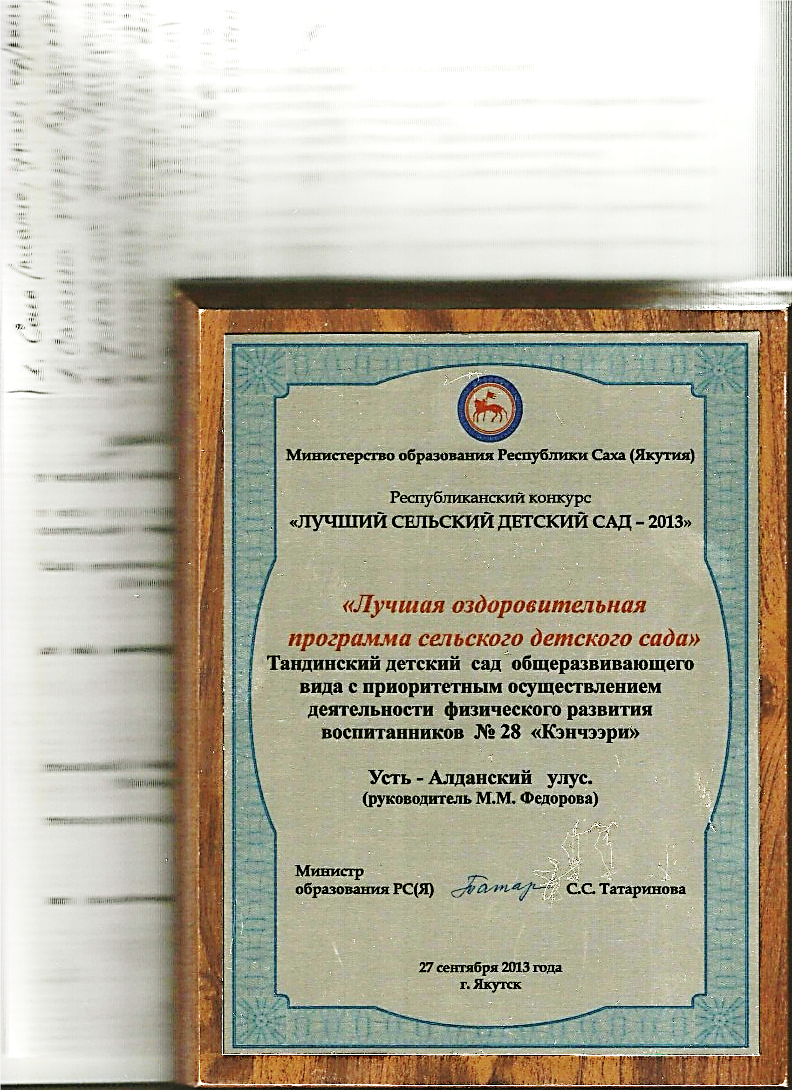 Министерство образования Республики Саха (Якутия)
Республиканский конкурс
«ЛУЧШИЙ СЕЛЬСКИЙ ДЕТСКИЙ САД – 2013»
«Лучшая оздоровительная
программа сельского детского сада»
Тандинский детский сад общеразвивающего
вида с приоритетным осуществлением
деятельности физического развития
воспитанников № 28 «Кэнчээри»
Усть - Алданский улус.
(руководитель М.М. Федорова)
Министр
образования РС(Я) С.С. Татаринова
27 сентября 2013 года
г. Якутск